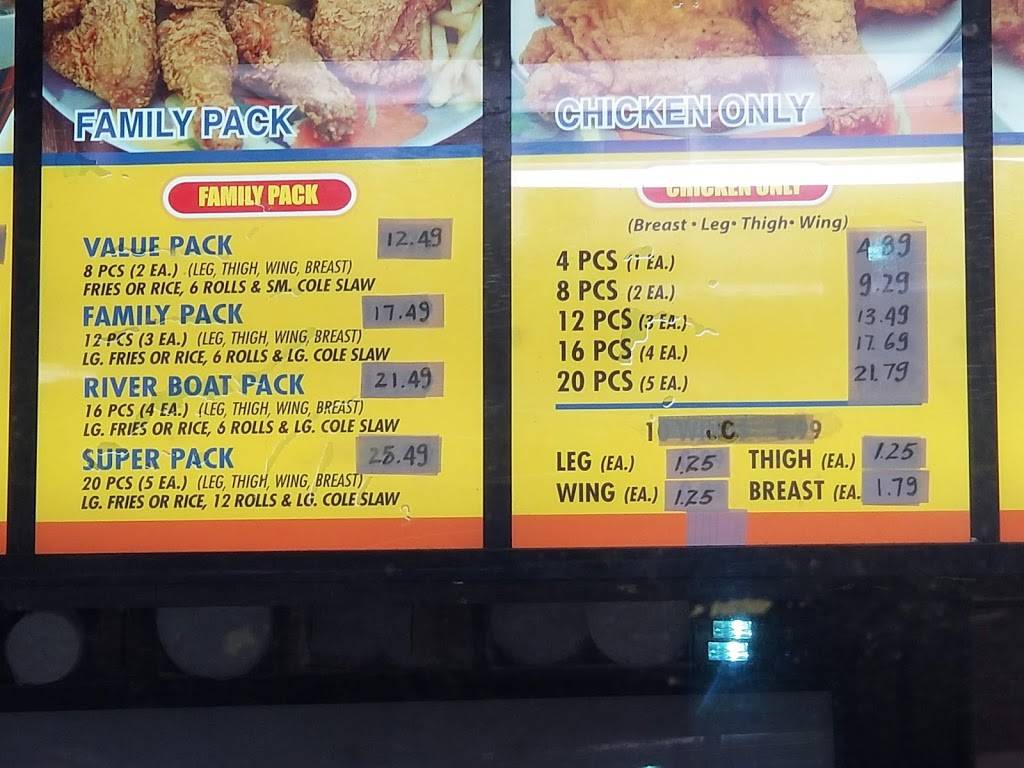 FAMILY PACK
FAMILY PACK
VALUE PACK 12.49
8 PCS (2 EA.) (LEG, THIGH, WING, BREAST)
FRIES OR RICE, 6 ROLLS & SM. COLE SLAW
FAMILY PACK 17.49
12 PCS (3 EA.) (LEG, THIGH, WING, BREAST)
LG. FRIES OR RICE, 6 ROLLS & LG. COLE SLAW
RIVER BOAT PACK 21.49
16 PCS (4 EA.) (LEG, THIGH, WING, BREAST)
LG. FRIES OR RICE, 6 ROLLS & LG. COLE SLAW
SUPER PACK 25.49
20 PCS (5 EA.) (LEG, THIGH, WING, BREAST)
LG. FRIES OR RICE, 12 ROLLS & LG. COLE SLAW
CHICKEN ONLY
CHICKEN ONLY
(Breast • Leg • Thigh • Wing)
4 PCS (1 EA.) 4.89
8 PCS (2 EA.) 9.29
12 PCS (3 EA.) 13.49
16 PCS (4 EA.) 17.69
20 PCS (5 EA.) 21.79
LEG (EA.) 1.25 THIGH (EA.) 1.25
WING (EA.) 1.25 BREAST (EA. 1.79